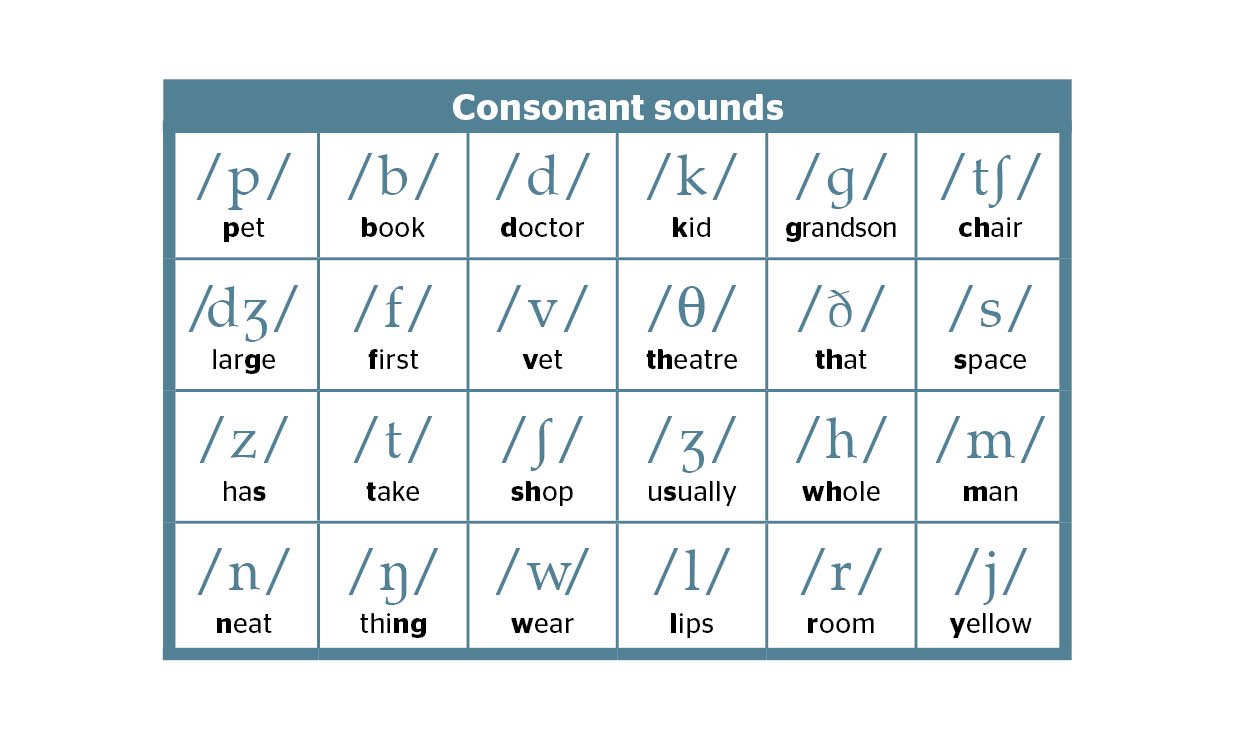 Consonant sounds
/p/ /b/ /d/ /k/ /g/ /tʃ/
pet book doctor kid grandson chair
/dʒ/ /f/ /v/ /θ/ /ð/ /s/
large first vet theatre that space
/z/ /t/ /ʃ/ /ʒ/ /h/ /m/
has take shop usually whole man
/n/ /ŋ/ /w/ /l/ /r/ /j/
neat thing wear lips room yellow